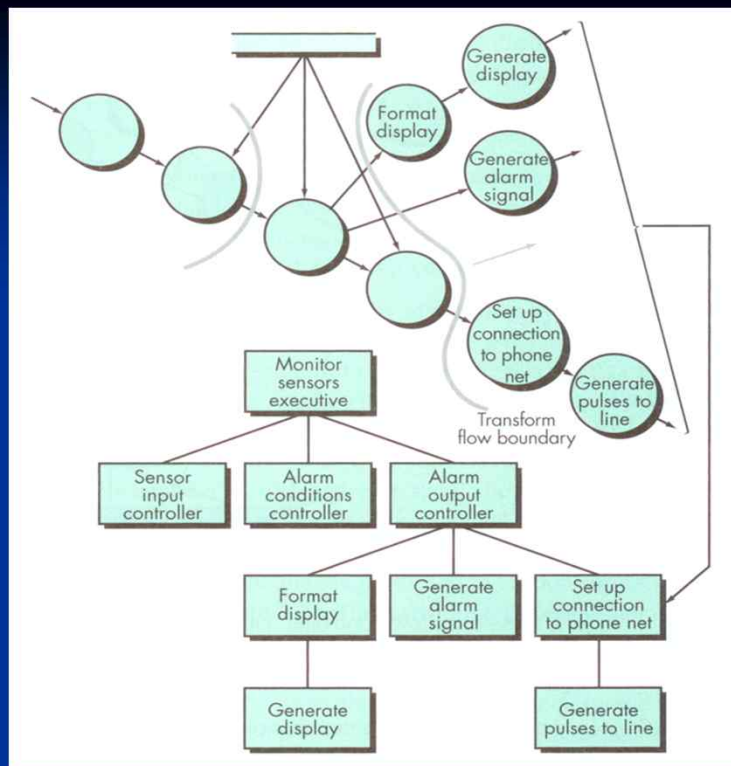 Generate
display
Format
display
Generate
alarm
signal
Set up
connection
to phone
net
Generate
pulses to
line
Transform
flow boundary
Monitor
sensors
executive
Sensor
input
controller
Alarm
conditions
controller
Alarm
output
controller
Format
display
Generate
alarm
signal
Set up
connection
to phone net
Generate
display
Generate
pulses to line